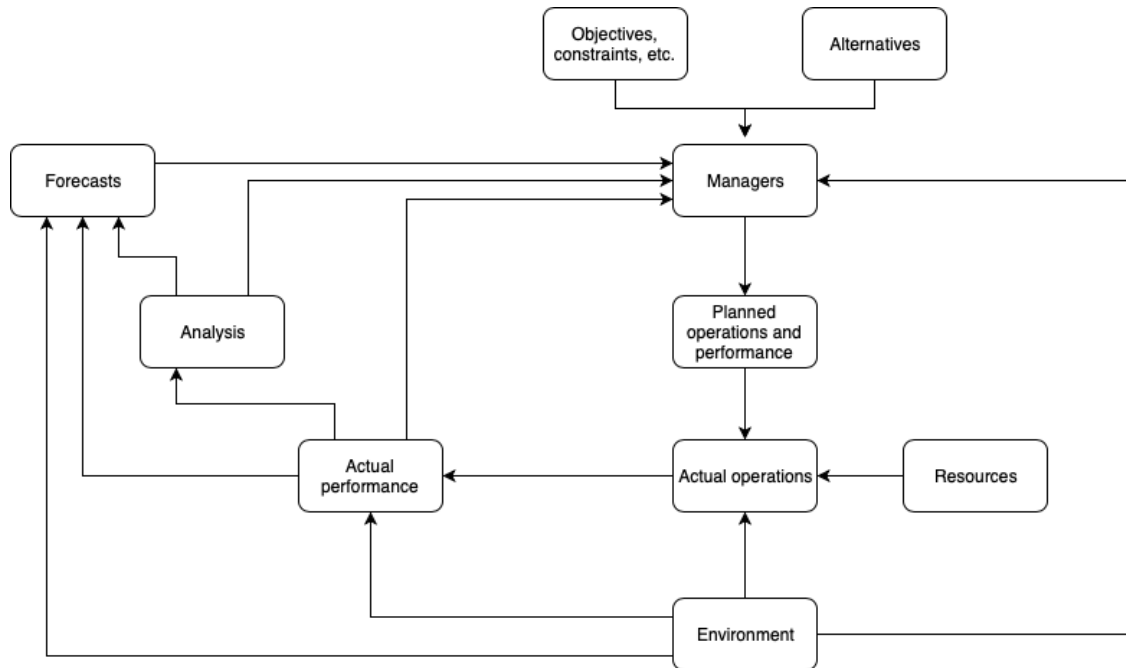 Objectives,
constraints, etc.
Alternatives
Forecasts
Managers
Analysis
Planned
operations and
performance
Actual
performance
Actual operations
Resources
Environment